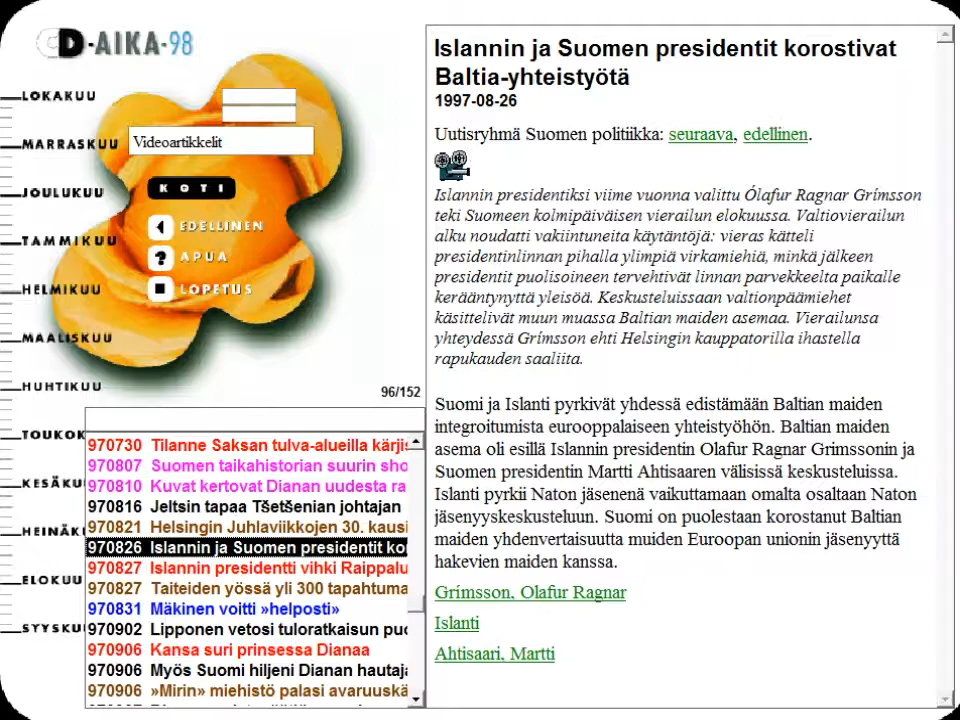 CD-AIKA-98
LOKAKUU
MARRASKUU
JOULUKUU
TAMMIKUU
HELMIKUU
MAALISKUU
HUHTIKUU
TOUKOK
KESÄKU
HEINÄK
ELOKUU
SYYSKU
Videoartikkelit
KOTI
EDELLINEN
APUA
LOPETUS
96/152
970730 Tilanne Saksan tulva-alueilla kärjis
970807 Suomen taikahistorian suurin sho
970810 Kuvat kertovat Dianan uudesta ra
970816 Jeltsin tapaa Tšetšenian johtajan
970821 Helsingin Juhlaviikkojen 30. kausi
970826 Islannin ja Suomen presidentit ko
970827 Islannin presidentti vihki Raippalu
970827 Taiteiden yössä yli 300 tapahtuma
970831 Mäkinen voitti »helposti»
970902 Lipponen vetosi tuloratkaisun puo
970906 Kansa suri prinsessa Dianaa
970906 Myös Suomi hiljeni Dianan hautaja
970906 »Mirin» miehistö palasi avaruuskä
Islannin ja Suomen presidentit korostivat
Baltia-yhteistyötä
1997-08-26
Uutisryhmä Suomen politiikka: seuraava, edellinen.
Islannin presidentiksi viime vuonna valittu Ólafur Ragnar Grímsson
teki Suomeen kolmipäiväisen vierailun elokuussa. Valtiovierailun
alku noudatti vakiintuneita käytäntöjä: vieras kätteli
presidentinlinnan pihalla ylimpiä virkamiehiä, minkä jälkeen
presidentit puolisoineen tervehtivät linnan parvekkeelta paikalle
kerääntynyttä yleisöä. Keskusteluissaan valtionpäämiehet
käsittelivät muun muassa Baltian maiden asemaa. Vierailunsa
yhteydessä Grímsson ehti Helsingin kauppatorilla ihastella
rapukauden saaliita.
Suomi ja Islanti pyrkivät yhdessä edistämään Baltian maiden
integroitumista eurooppalaiseen yhteistyöhön. Baltian maiden
asema oli esillä Islannin presidentin Olafur Ragnar Grimssonin ja
Suomen presidentin Martti Ahtisaaren välisissä keskusteluissa.
Islanti pyrkii Naton jäsenenä vaikuttamaan omalta osaltaan Naton
jäsenyyskeskusteluun. Suomi on puolestaan korostanut Baltian
maiden yhdenvertaisuutta muiden Euroopan unionin jäsenyyttä
hakevien maiden kanssa.
Grímsson, Olafur Ragnar
Islanti
Ahtisaari, Martti